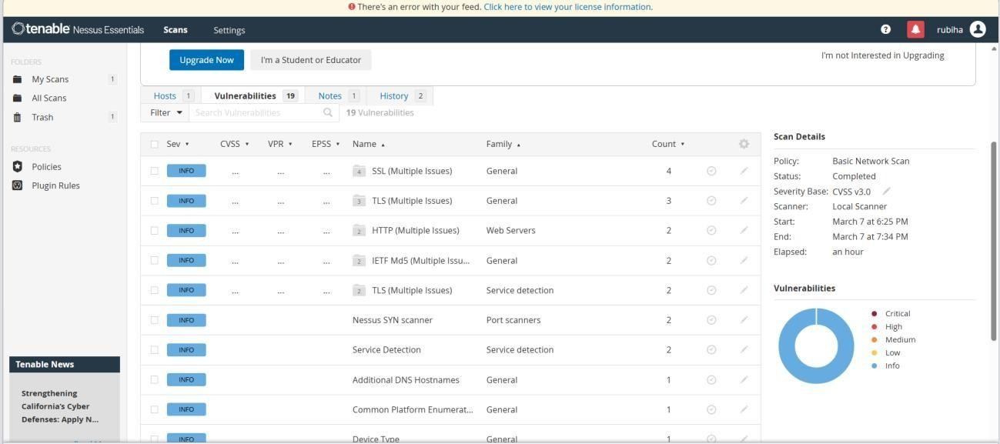 There's an error with your feed. Click here to view your license information.
tenable Nessus Essentials Scans Settings rubiha
FOLDERS
My Scans 1
All Scans
Trash 1
RESOURCES
Policies
Plugin Rules
Tenable News
Strengthening
California's Cyber
Defenses: Apply N...
Upgrade Now I'm a Student or Educator I'm not Interested in Upgrading
Hosts 1 Vulnerabilities 19 Notes 1 History 2
Filter Search Vulnerabilities 19 Vulnerabilities
Sev CVSS VPR EPSS Name Family Count
INFO ... ... ... 4 SSL (Multiple Issues) General 4
INFO ... ... ... 3 TLS (Multiple Issues) General 3
INFO ... ... ... 2 HTTP (Multiple Issues) Web Servers 2
INFO ... ... ... 2 IETF Md5 (Multiple Issu... General 2
INFO ... ... ... 2 TLS (Multiple Issues) Service detection 2
INFO Nessus SYN scanner Port scanners 2
INFO Service Detection Service detection 2
INFO Additional DNS Hostnames General 1
INFO Common Platform Enumerat... General 1
INFO Device Type General 1
Scan Details
Policy: Basic Network Scan
Status: Completed
Severity Base: CVSS v3.0
Scanner: Local Scanner
Start: March 7 at 6:25 PM
End: March 7 at 7:34 PM
Elapsed: an hour
Vulnerabilities
Critical
High
Medium
Low
Info